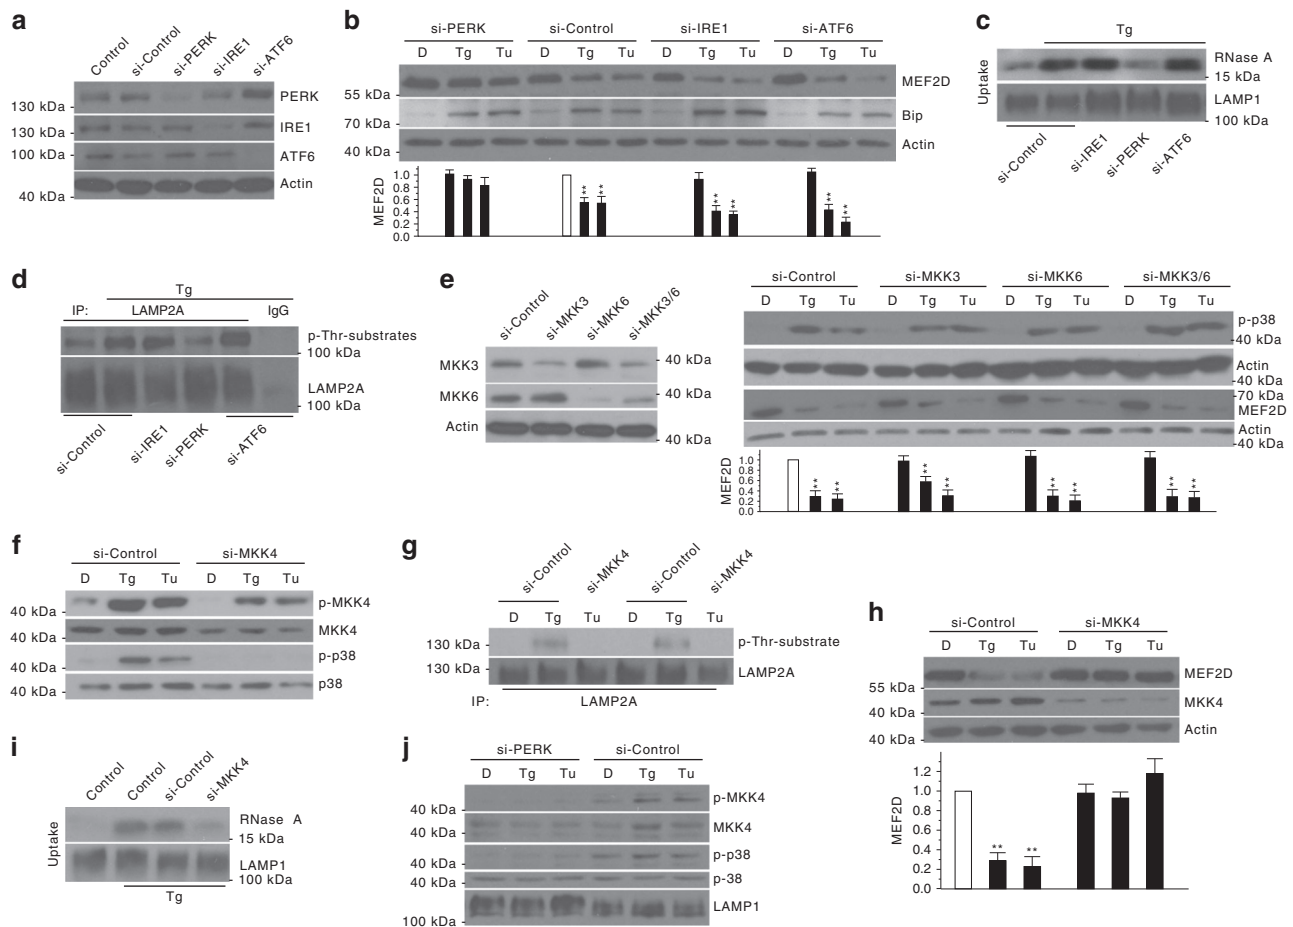 a
Control
si-Control
si-PERK
si-IRE1
si-ATF6
130 kDa
PERK
130 kDa
IRE1
100 kDa
ATF6
Actin
40 kDa
b
si-PERK si-Control si-IRE1 si-ATF6
D Tg Tu D Tg Tu D Tg Tu D Tg Tu
MEF2D
55 kDa
Bip
70 kDa
Actin
40 kDa
MEF2D
1.0
0.8
0.6
0.4
0.2
0.0
** ** ** ** ** **
c
Tg
Uptake
RNase A
15 kDa
LAMP1
100 kDa
si-Control
si-IRE1
si-PERK
si-ATF6
d
Tg
IP: LAMP2A IgG
p-Thr-substrates
100 kDa
LAMP2A
100 kDa
si-Control
si-IRE1
si-PERK
si-ATF6
e
si-Control
si-MKK3
si-MKK6
si-MKK3/6
MKK3
40 kDa
MKK6
40 kDa
Actin
40 kDa
si-Control si-MKK3 si-MKK6 si-MKK3/6
D Tg Tu D Tg Tu D Tg Tu D Tg Tu
p-p38
40 kDa
Actin
40 kDa
70 kDa
MEF2D
Actin
40 kDa
MEF2D
1.0
0.8
0.6
0.4
0.2
0.0
** ** ** ** ** ** ** **
f
si-Control si-MKK4
D Tg Tu D Tg Tu
40 kDa
p-MKK4
40 kDa
MKK4
40 kDa
p-p38
40 kDa
p38
g
si-Control
si-MKK4
si-Control
si-MKK4
D Tg Tu D Tg Tu
130 kDa
p-Thr-substrate
130 kDa
LAMP2A
IP: LAMP2A
h
si-Control si-MKK4
D Tg Tu D Tg Tu
MEF2D
55 kDa
MKK4
40 kDa
Actin
40 kDa
MEF2D
1.2
1.0
0.8
0.6
0.4
0.2
0.0
** **
i
Control
Control
si-Control
si-MKK4
Uptake
RNase A
15 kDa
LAMP1
100 kDa
Tg
j
si-PERK si-Control
D Tg Tu D Tg Tu
p-MKK4
40 kDa
MKK4
40 kDa
p-p38
40 kDa
p-38
40 kDa
LAMP1
100 kDa